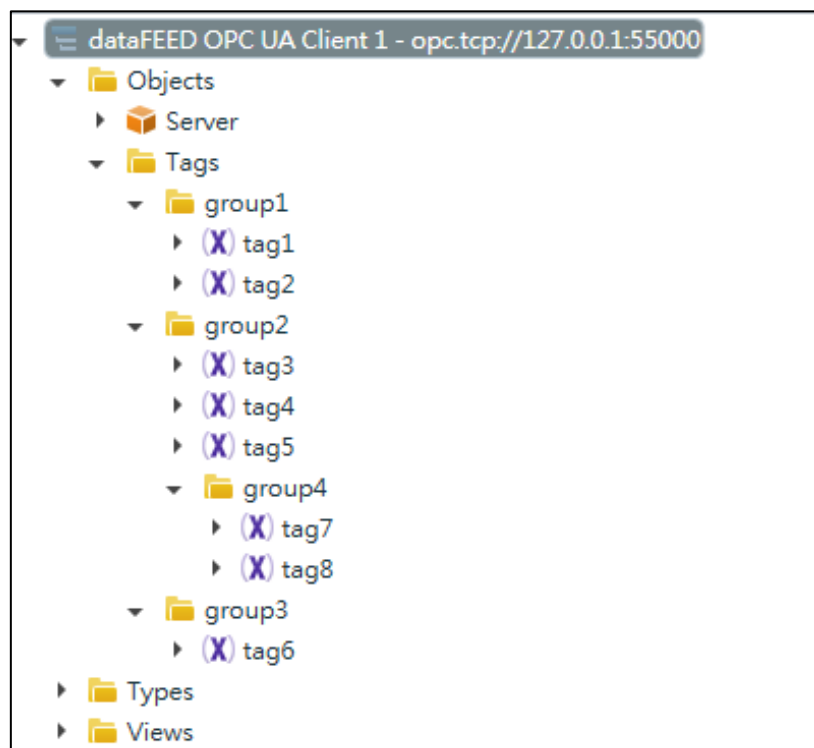 dataFEED OPC UA Client 1 - opc.tcp://127.0.0.1:55000
Objects
Server
Tags
group1
tag1
tag2
group2
tag3
tag4
tag5
group4
tag7
tag8
group3
tag6
Types
Views